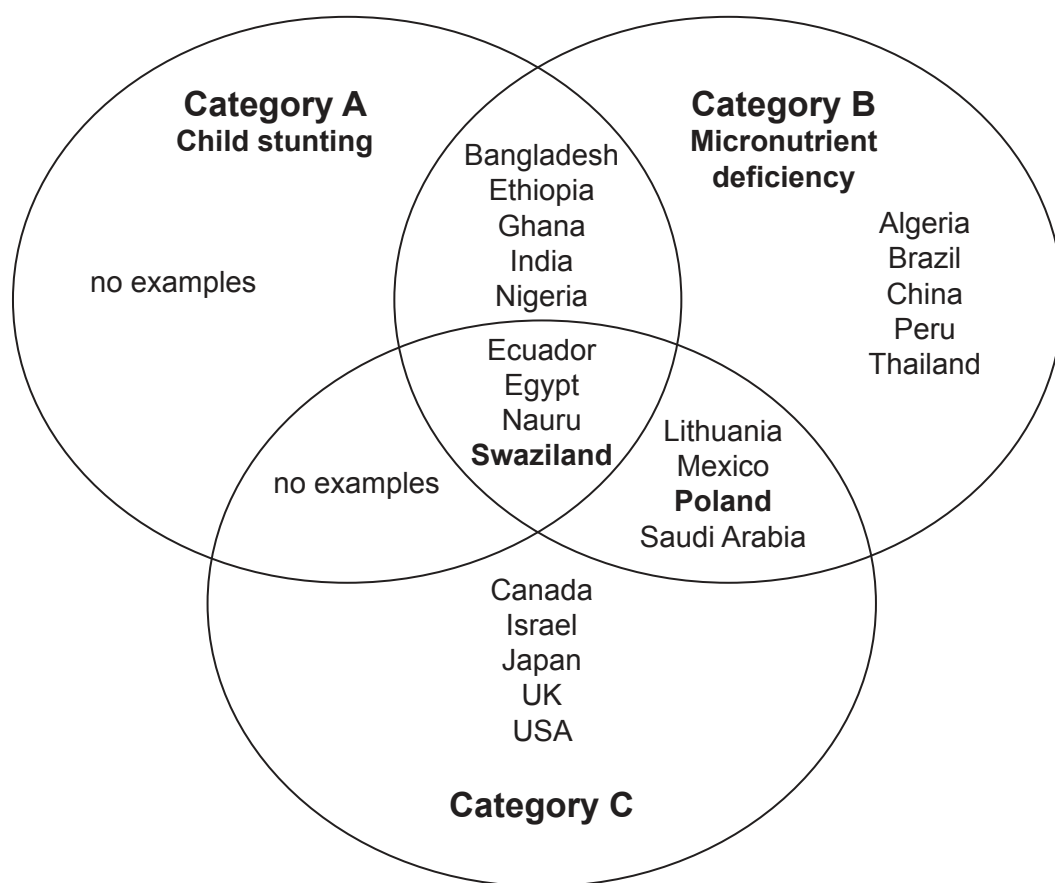 Category A
Child stunting
no examples
Bangladesh
Ethiopia
Ghana
India
Nigeria
Category B
Micronutrient
deficiency
Algeria
Brazil
China
Peru
Thailand
Ecuador
Egypt
Nauru
Swaziland
no examples
Lithuania
Mexico
Poland
Saudi Arabia
Canada
Israel
Japan
UK
USA
Category C